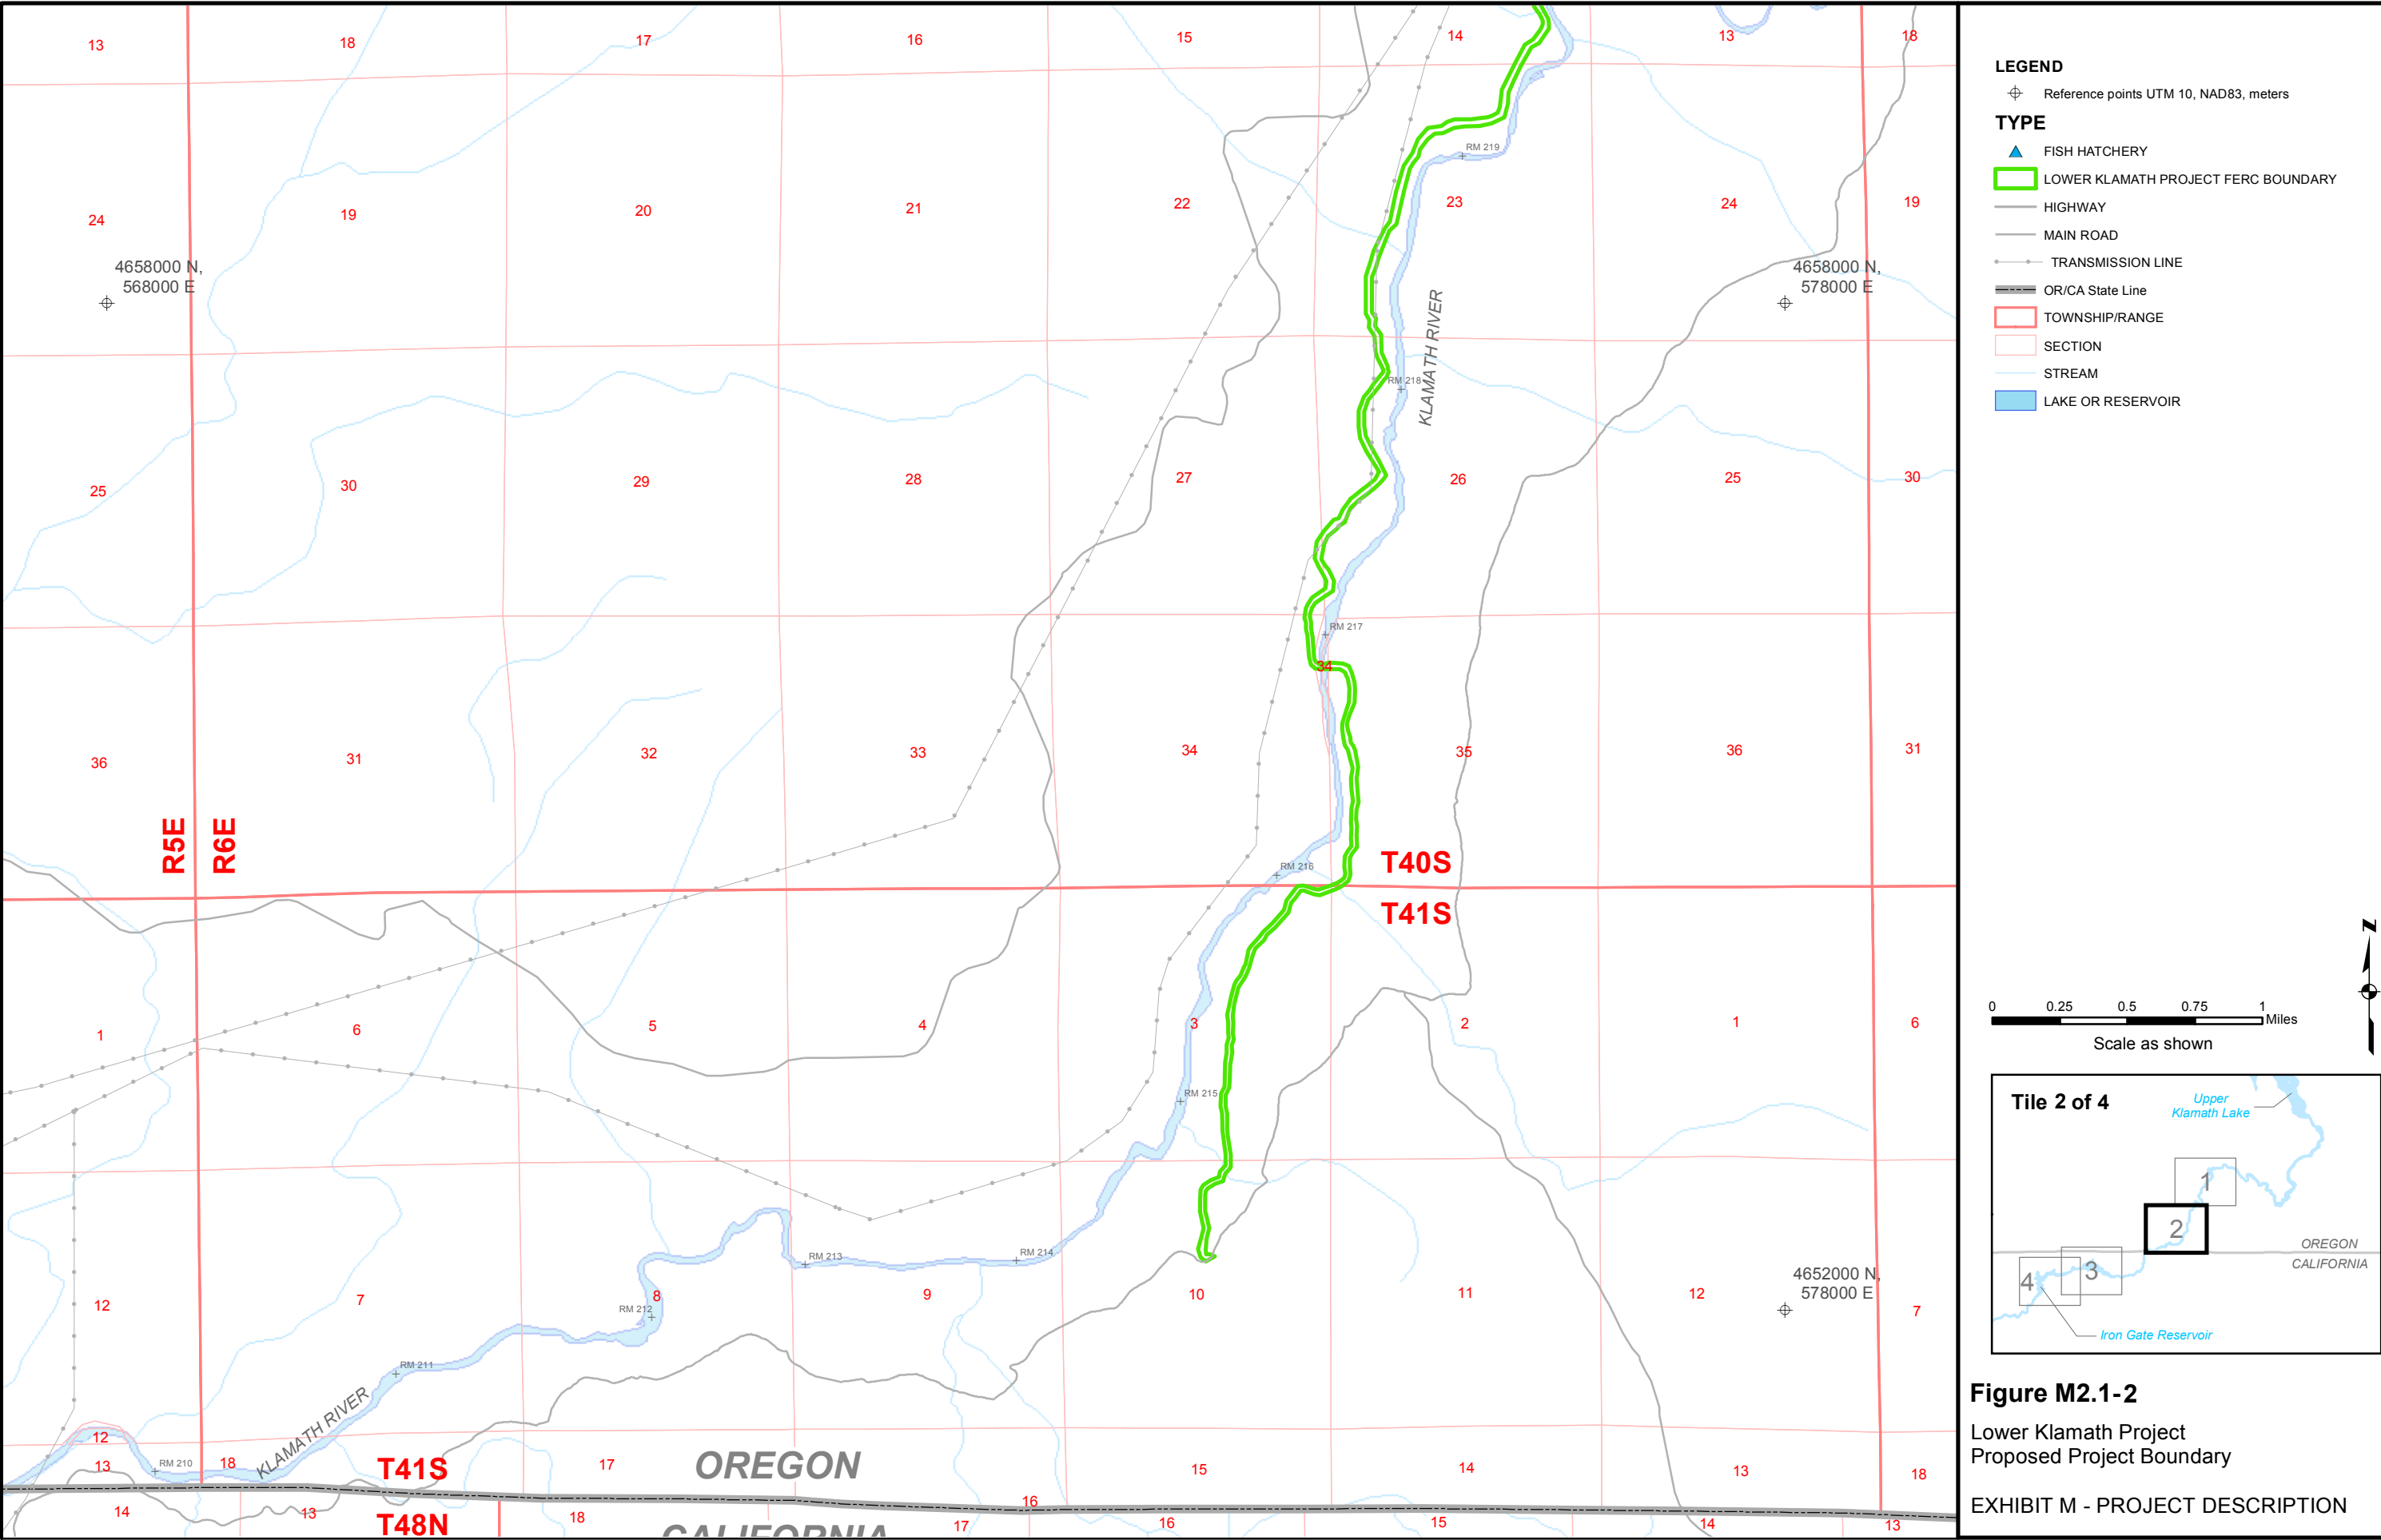 13
18
17
16
15
14
13
18
RM 219
24
19
20
21
22
23
24
19
4658000 N,
568000 E
4658000 N,
578000 E
KLAMATH RIVER
RM 218
25
30
29
28
27
26
25
30
RM 217
34
36
31
32
33
34
35
36
31
R5E
R6E
T40S
RM 216
T41S
1
6
5
4
3
2
1
6
RM 215
RM 213
RM 214
12
7
8
RM 212
9
10
11
12
4652000 N,
578000 E
7
RM 211
KLAMATH RIVER
12
13
RM 210
18
T41S
17
OREGON
15
14
13
18
14
13
T48N
18
CALIFORNIA
17
16
16
15
14
13
LEGEND
Reference points UTM 10, NAD83, meters
TYPE
FISH HATCHERY
LOWER KLAMATH PROJECT FERC BOUNDARY
HIGHWAY
MAIN ROAD
TRANSMISSION LINE
OR/CA State Line
TOWNSHIP/RANGE
SECTION
STREAM
LAKE OR RESERVOIR
N
0 0.25 0.5 0.75 1
Miles
Scale as shown
Tile 2 of 4
Upper
Klamath Lake
1
2
OREGON
CALIFORNIA
3
4
Iron Gate Reservoir
Figure M2.1-2
Lower Klamath Project
Proposed Project Boundary
EXHIBIT M - PROJECT DESCRIPTION